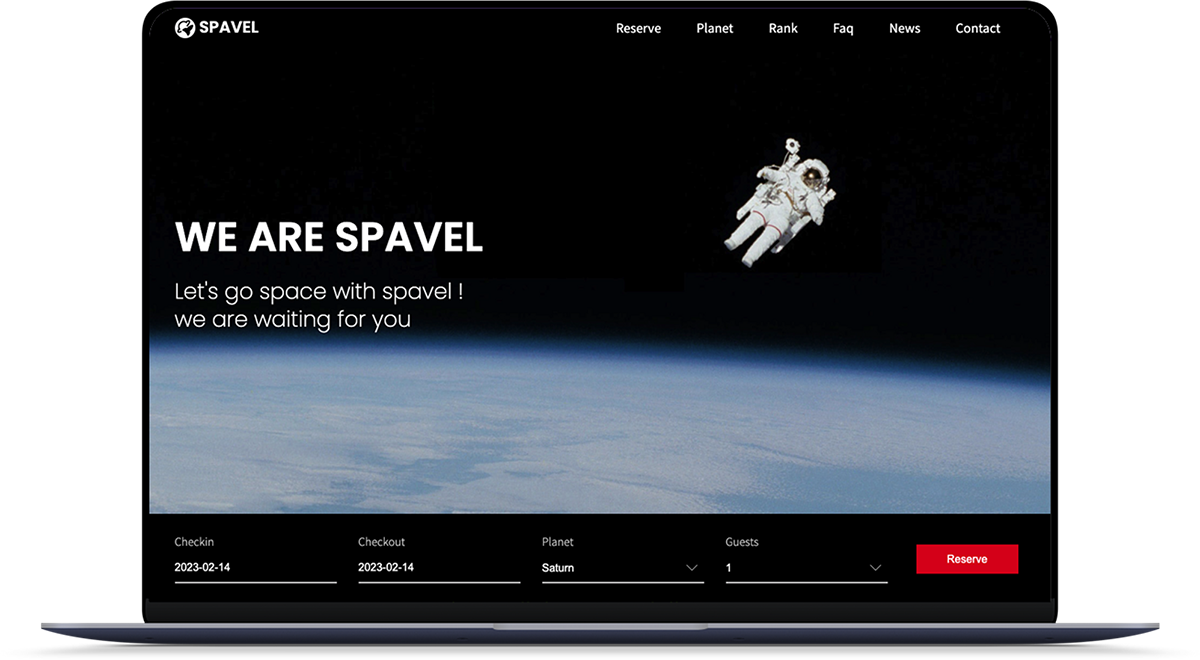 SPAVEL
Reserve Planet Rank Faq News Contact
WE ARE SPAVEL
Let's go space with spavel !
we are waiting for you
Checkin Checkout Planet Guests
2023-02-14 2023-02-14 Saturn 1
Reserve